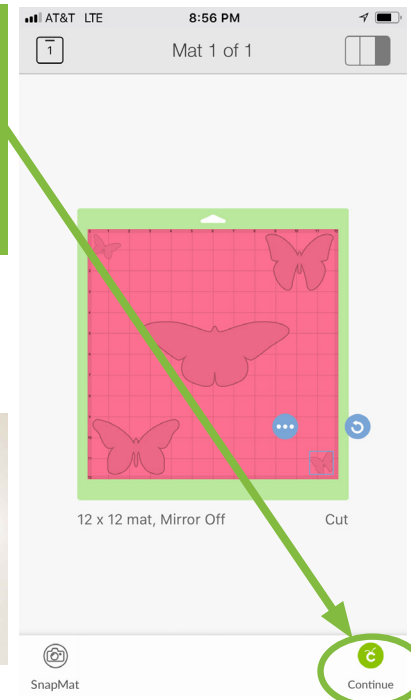 AT&T LTE 8:56 PM
1 Mat 1 of 1
12 x 12 mat, Mirror Off Cut
SnapMat Continue